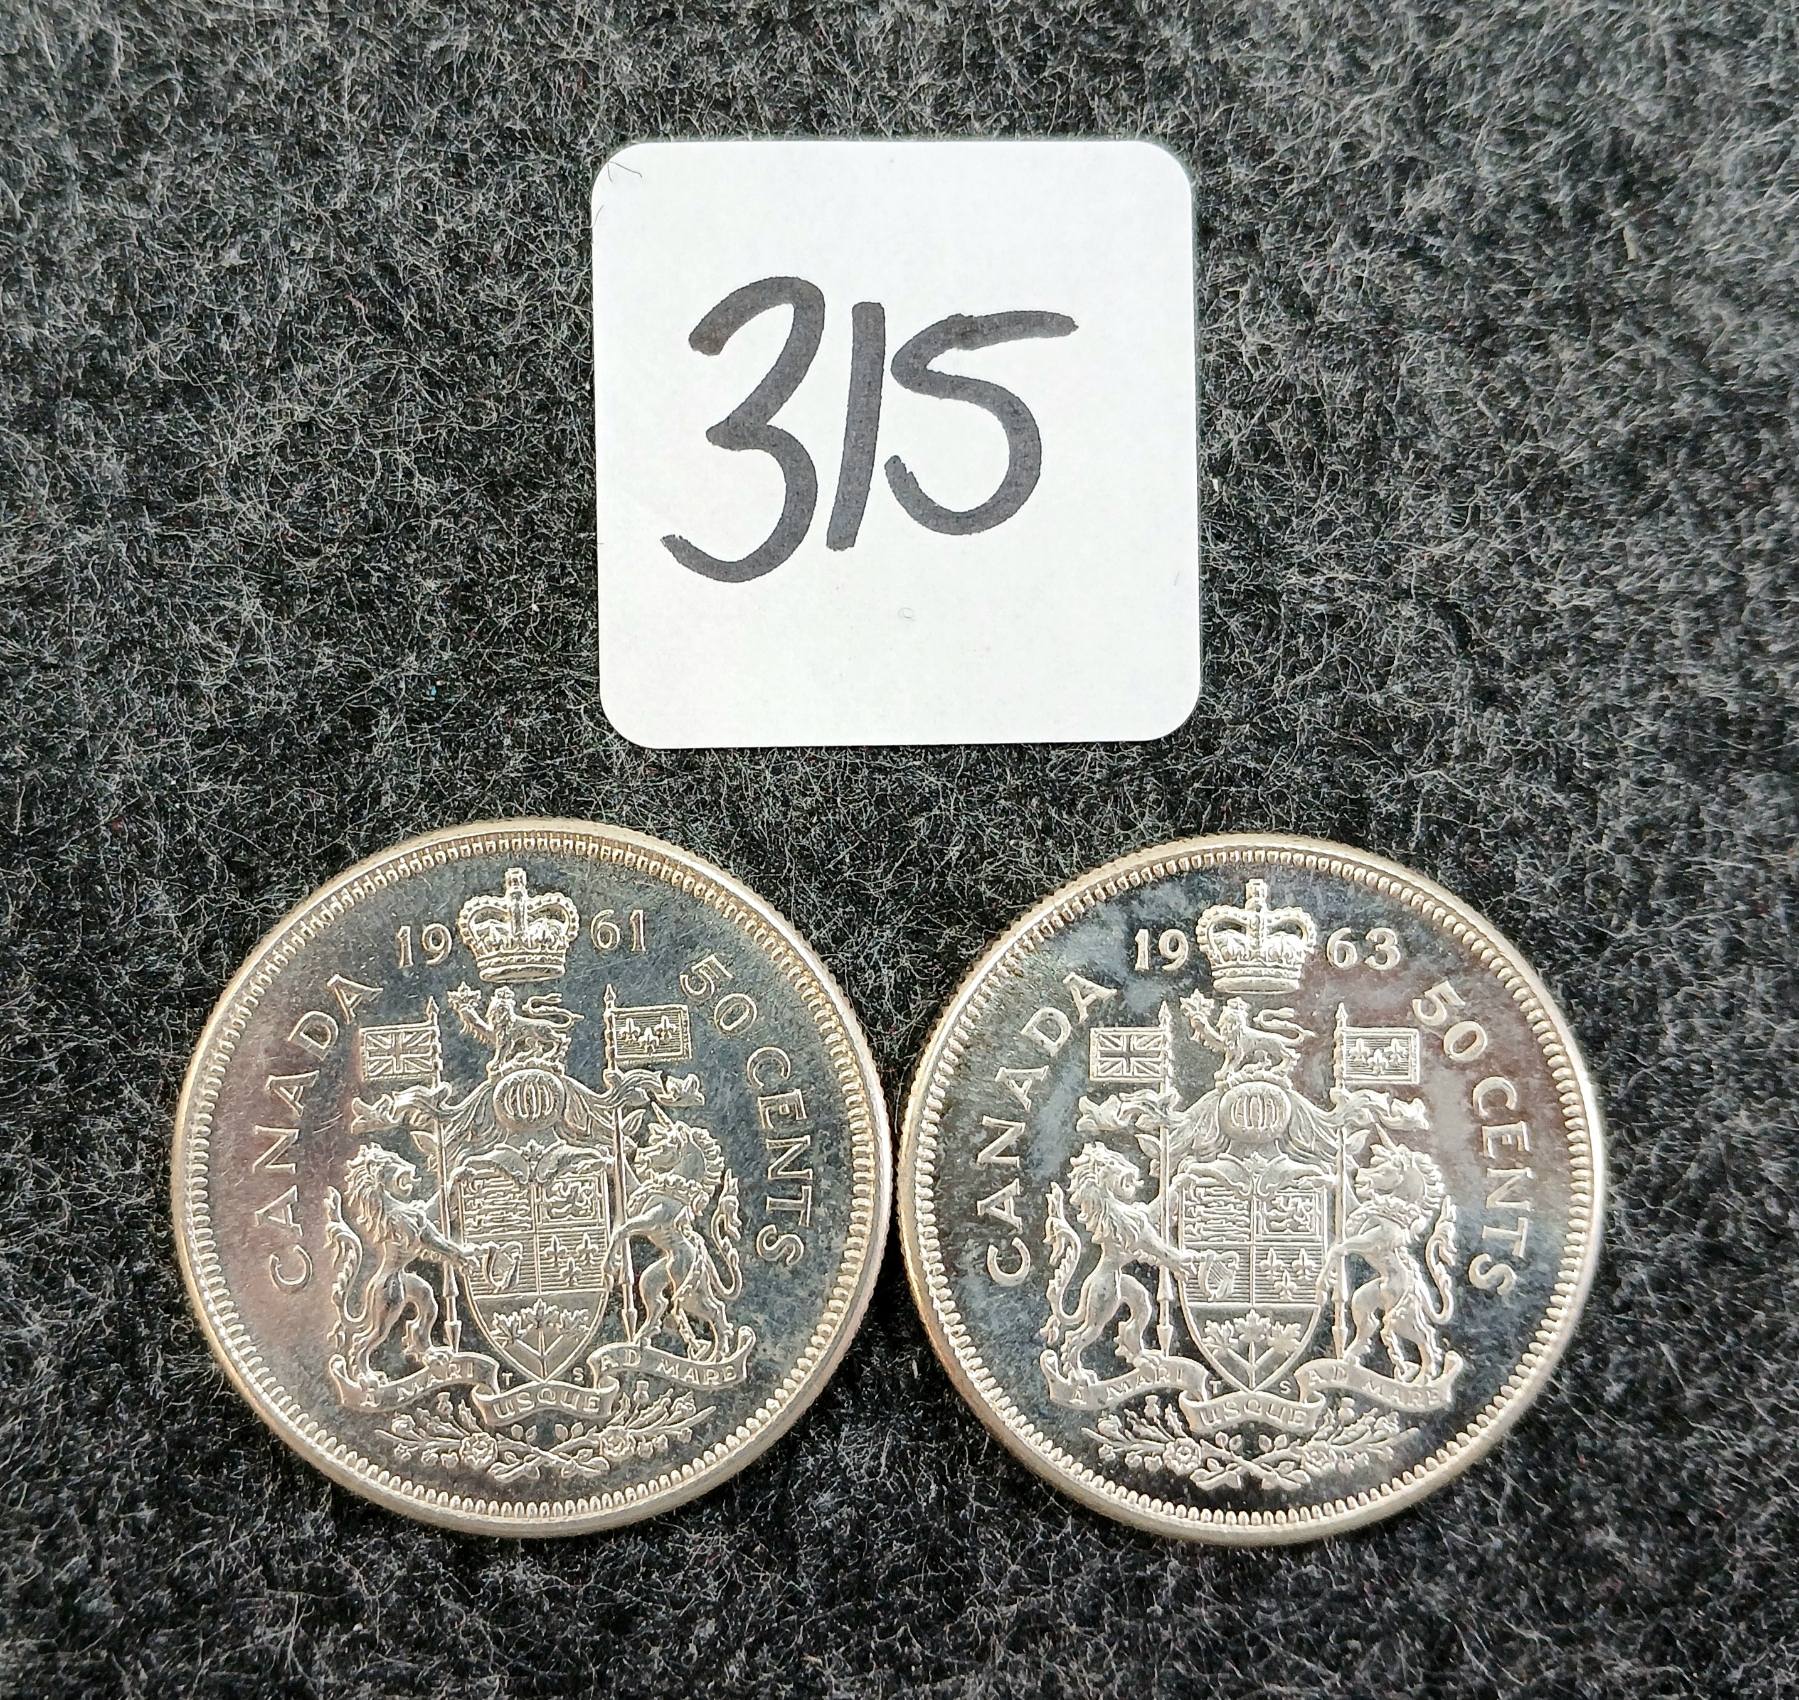 315
1961
CANADA
50 CENTS
A MARI USQUE AD MARE
T S
1963
CANADA
50 CENTS
A MARI USQUE AD MARE
T S